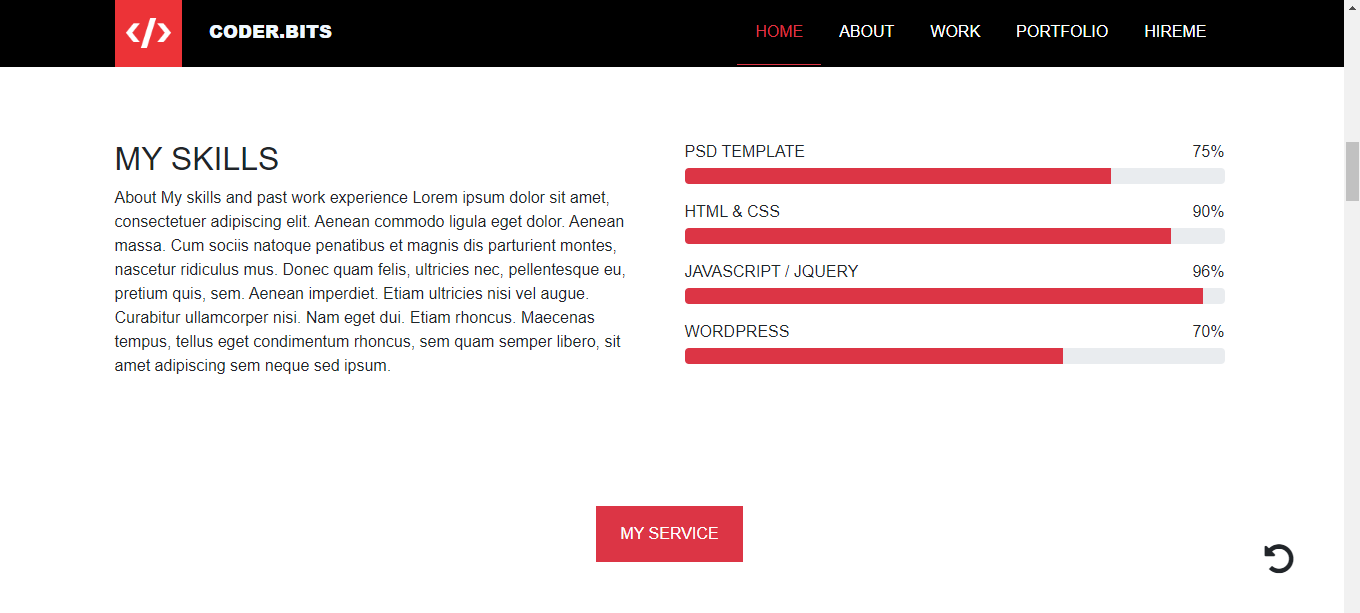 </>
CODER.BITS
HOME ABOUT WORK PORTFOLIO HIREME
MY SKILLS
About My skills and past work experience Lorem ipsum dolor sit amet,
consectetuer adipiscing elit. Aenean commodo ligula eget dolor. Aenean
massa. Cum sociis natoque penatibus et magnis dis parturient montes,
nascetur ridiculus mus. Donec quam felis, ultricies nec, pellentesque eu,
pretium quis, sem. Aenean imperdiet. Etiam ultricies nisi vel augue.
Curabitur ullamcorper nisi. Nam eget dui. Etiam rhoncus. Maecenas
tempus, tellus eget condimentum rhoncus, sem quam semper libero, sit
amet adipiscing sem neque sed ipsum.
PSD TEMPLATE 75%
HTML & CSS 90%
JAVASCRIPT / JQUERY 96%
WORDPRESS 70%
MY SERVICE